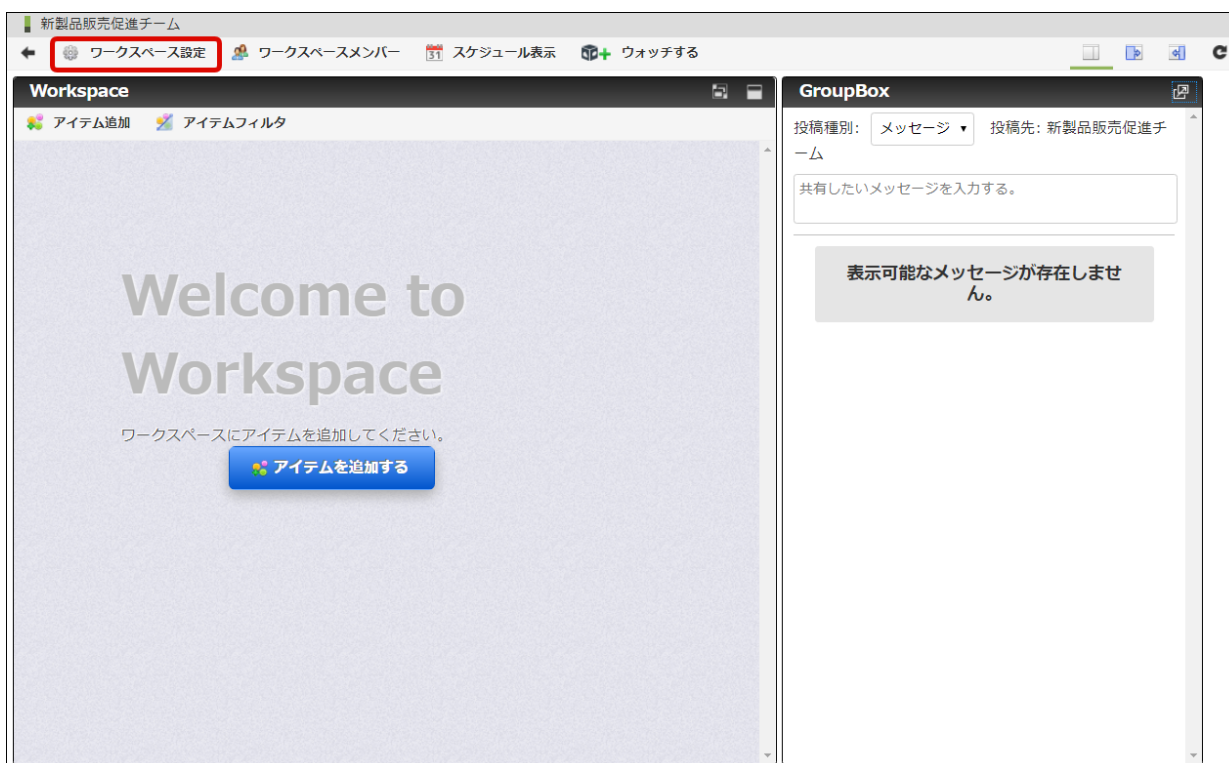 新製品販売促進チーム
ワークスペース設定 ワークスペースメンバー 31 スケジュール表示 ウォッチする
Workspace
アイテム追加 アイテムフィルタ
Welcome to
Workspace
ワークスペースにアイテムを追加してください。
アイテムを追加する
GroupBox
投稿種別: メッセージ 投稿先: 新製品販売促進チ
ーム
共有したいメッセージを入力する。
表示可能なメッセージが存在しませ
ん。